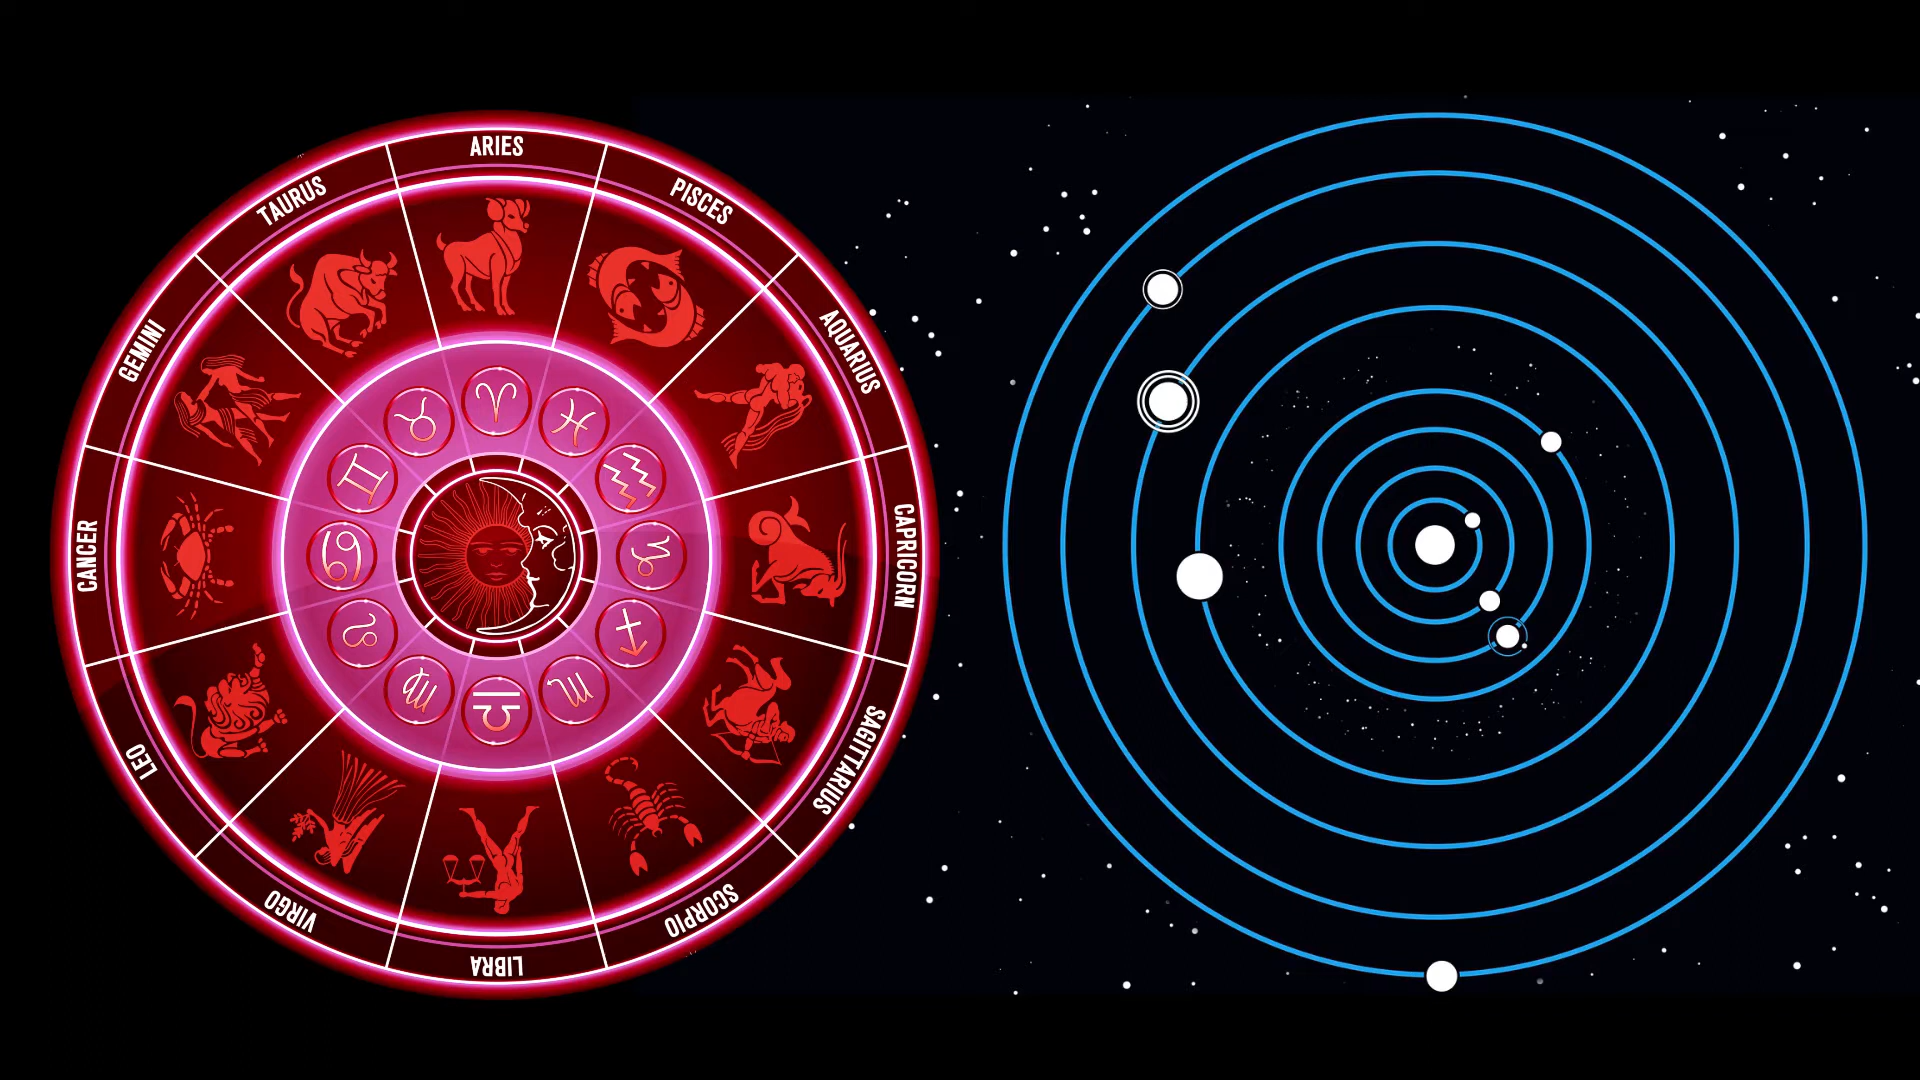 ARIES
PISCES
AQUARIUS
CAPRICORN
SAGITTARIUS
SCORPIO
LIBRA
VIRGO
LEO
CANCER
GEMINI
TAURUS